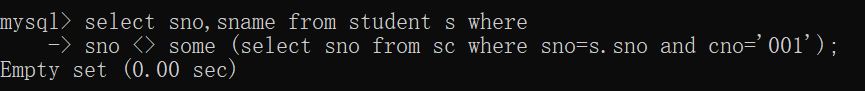 mysql> select sno,sname from student s where
    -> sno <> some (select sno from sc where sno=s.sno and cno='001');
Empty set (0.00 sec)